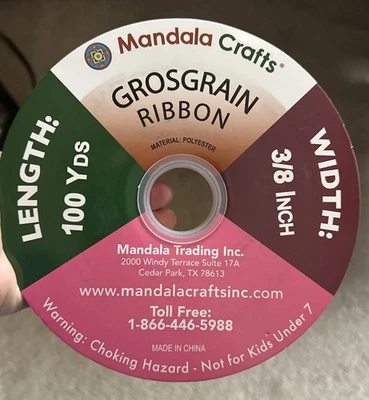 Mandala Crafts®
GROSGRAIN
RIBBON
MATERIAL: POLYESTER
LENGTH:
100 YDS
WIDTH:
3/8 INCH
Mandala Trading Inc.
2000 Windy Terrace Suite 17A
Cedar Park, TX 78613
www.mandalacraftsinc.com
Toll Free:
1-866-446-5988
MADE IN CHINA
Warning: Choking Hazard - Not for Kids Under 7